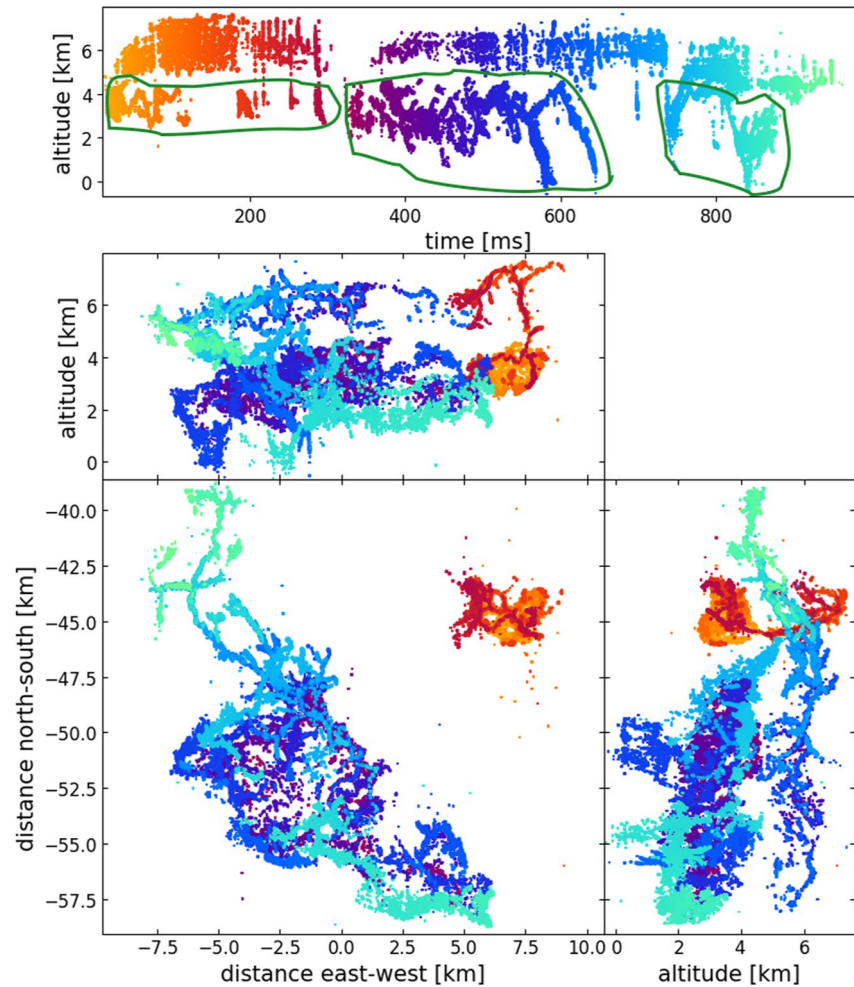 altitude [km]
6
4
2
0
200
400
600
800
time [ms]
altitude [km]
6
4
2
0
distance north-south [km]
−40.0
−42.5
−45.0
−47.5
−50.0
−52.5
−55.0
−57.5
−7.5 −5.0 −2.5 0.0 2.5 5.0 7.5 10.0
distance east-west [km]
0 2 4 6
altitude [km]